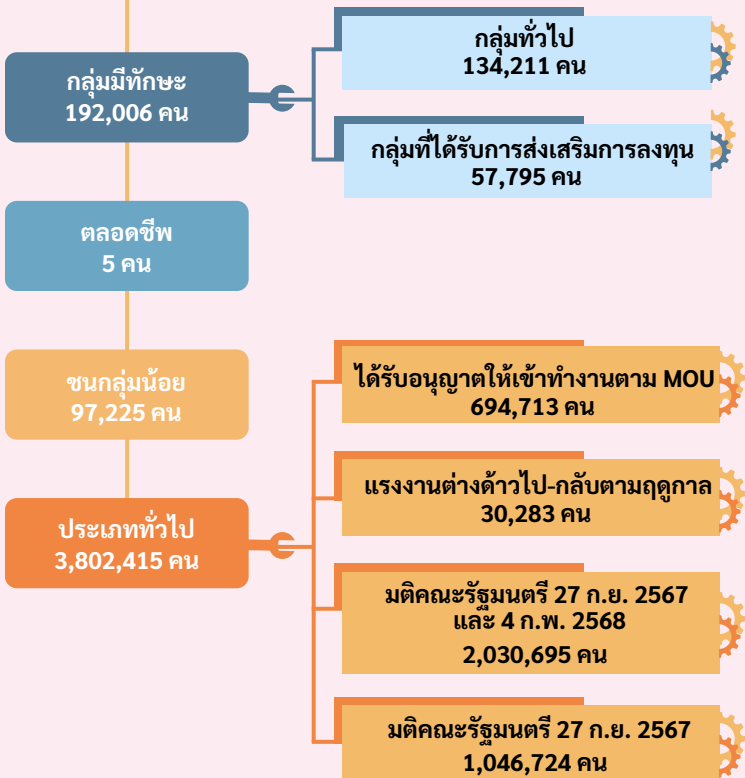 กลุ่มมีทักษะ
192,006 คน
กลุ่มทั่วไป
134,211 คน
กลุ่มที่ได้รับการส่งเสริมการลงทุน
57,795 คน
ตลอดชีพ
5 คน
ชนกลุ่มน้อย
97,225 คน
ประเภททั่วไป
3,802,415 คน
ได้รับอนุญาตให้เข้าทำงานตาม MOU
694,713 คน
แรงงานต่างด้าวไป-กลับตามฤดูกาล
30,283 คน
มติคณะรัฐมนตรี 27 ก.ย. 2567
และ 4 ก.พ. 2568
2,030,695 คน
มติคณะรัฐมนตรี 27 ก.ย. 2567
1,046,724 คน